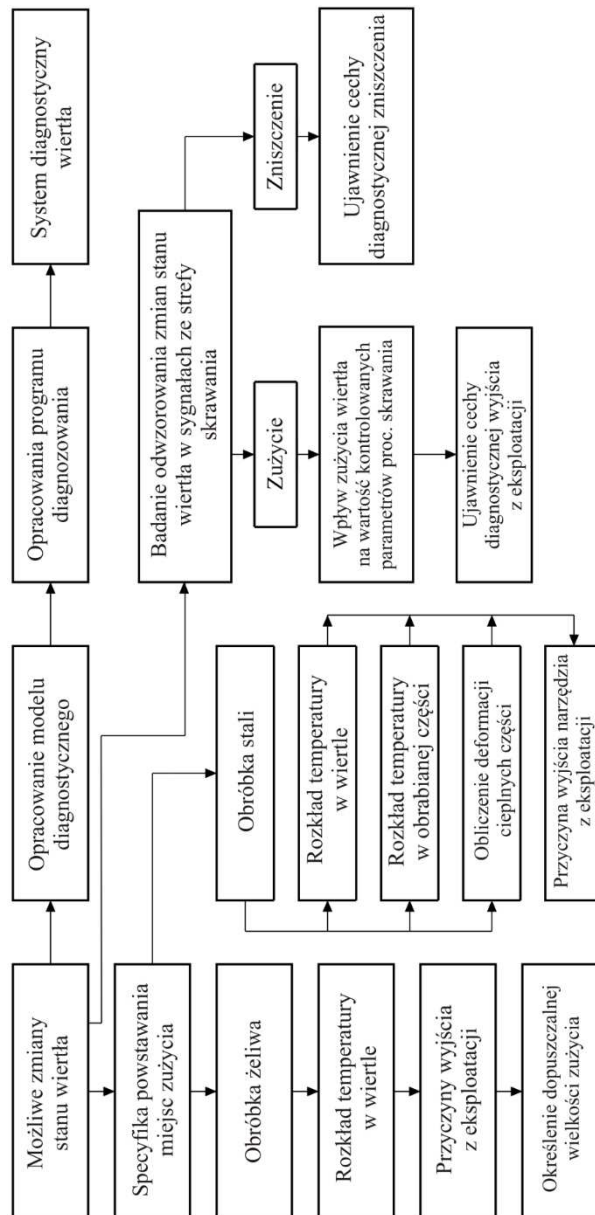 Możliwe zmiany
stanu wiertła
Opracowanie modelu
diagnostycznego
Opracowania programu
diagnozowania
System diagnostyczny
wiertła
Specyfika powstawania
miejsc zużycia
Badanie odwzorowania zmian stanu
wiertła w sygnałach ze strefy
skrawania
Obróbka żeliwa
Obróbka stali
Zużycie
Zniszczenie
Rozkład temperatury
w wiertle
Rozkład temperatury
w wiertle
Wpływ zużycia wiertła
na wartość kontrolowanych
parametrów proc. skrawania
Ujawnienie cechy
diagnostycznej zniszczenia
Przyczyny wyjścia
z eksploatacji
Rozkład temperatury
w obrabianej części
Ujawnienie cechy
diagnostycznej wyjścia
z eksploatacji
Obliczenie deformacji
cieplnych części
Określenie dopuszczalnej
wielkości zużycia
Przyczyna wyjścia narzędzia
z eksploatacji